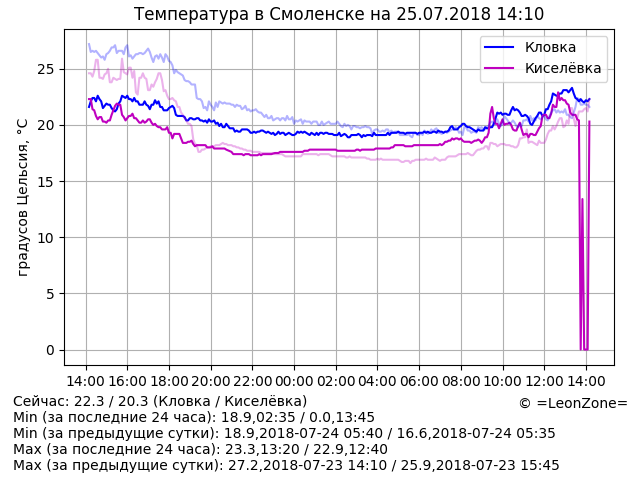 Температура в Смоленске на 25.07.2018 14:10
Кловка
Киселёвка
градусов Цельсия, °C
25
20
15
10
5
0
14:00 16:00 18:00 20:00 22:00 00:00 02:00 04:00 06:00 08:00 10:00 12:00 14:00
Сейчас: 22.3 / 20.3 (Кловка / Киселёвка)
© =LeonZone=
Min (за последние 24 часа): 18.9,02:35 / 0.0,13:45
Min (за предыдущие сутки): 18.9,2018-07-24 05:40 / 16.6,2018-07-24 05:35
Max (за последние 24 часа): 23.3,13:20 / 22.9,12:40
Max (за предыдущие сутки): 27.2,2018-07-23 14:10 / 25.9,2018-07-23 15:45